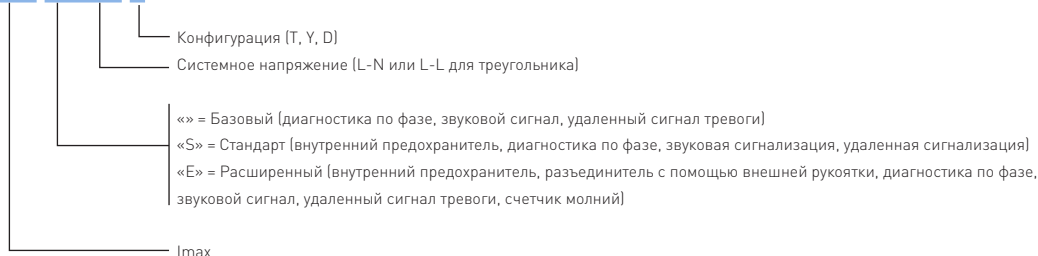 Конфигурация (T, Y, D)
Системное напряжение (L-N или L-L для треугольника)
«» = Базовый (диагностика по фазе, звуковой сигнал, удаленный сигнал тревоги)
«S» = Стандарт (внутренний предохранитель, диагностика по фазе, звуковая сигнализация, удаленная сигнализация)
«E» = Расширенный (внутренний предохранитель, разъединитель с помощью внешней рукоятки, диагностика по фазе,
звуковой сигнал, удаленный сигнал тревоги, счетчик молний)
Imax